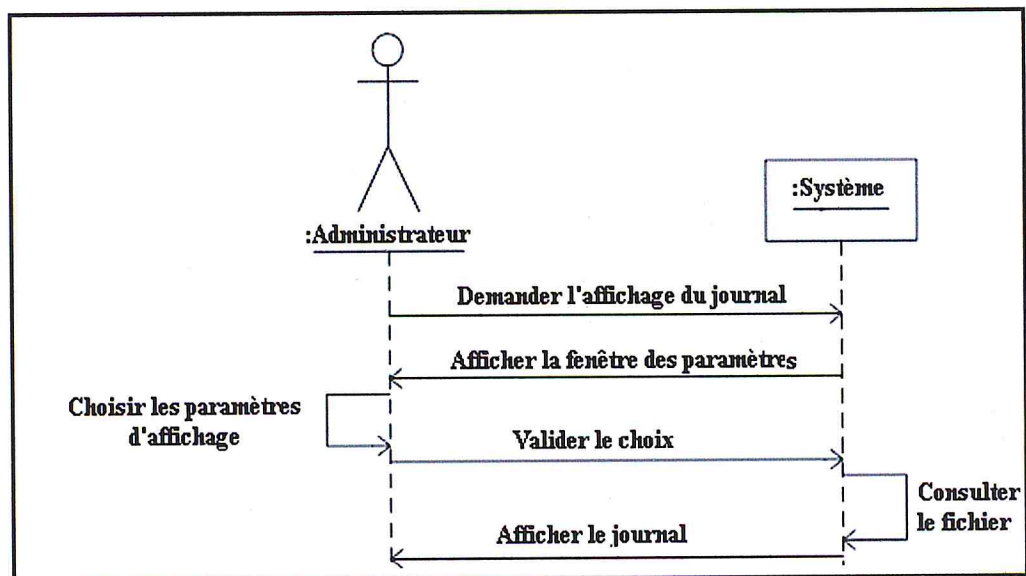 :Système
:Administrateur
Demander l'affichage du journal
Afficher la fenêtre des paramètres
Choisir les paramètres
d'affichage
Valider le choix
Consulter
le fichier
Afficher le journal